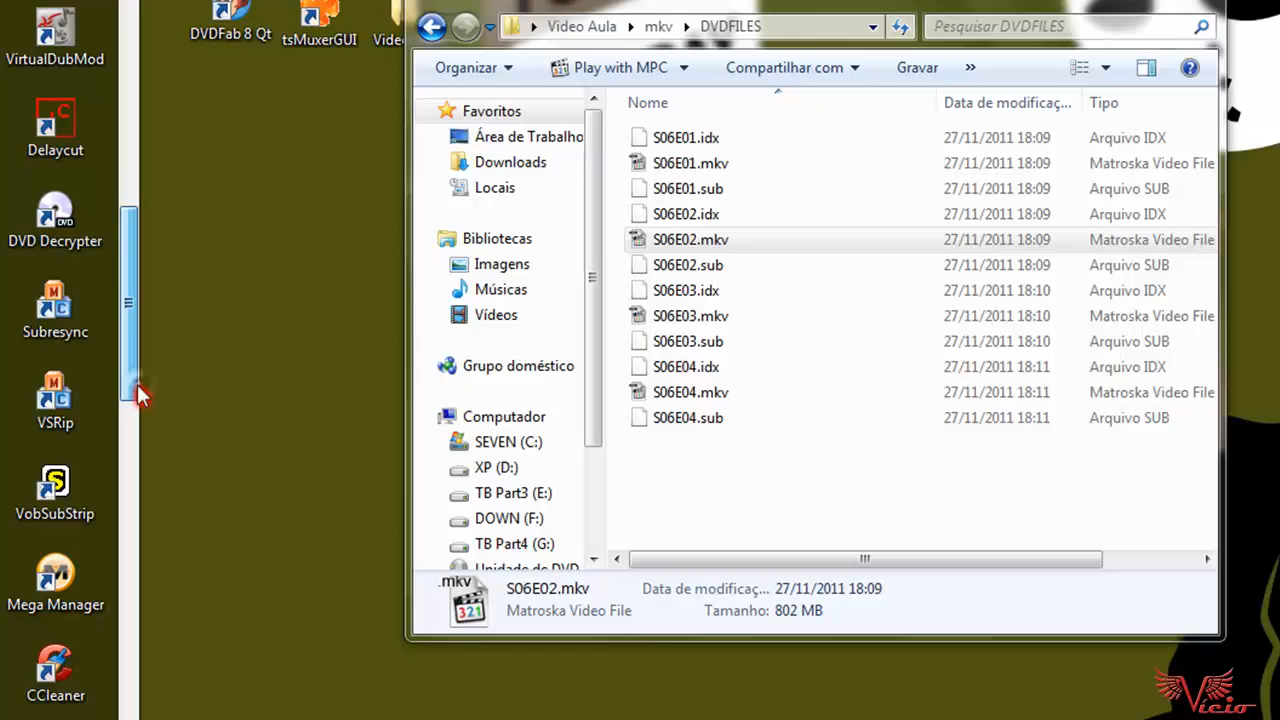 VirtualDubMod
Delaycut
DVD Decrypter
Subresync
VSRip
VobSubStrip
Mega Manager
CCleaner
DVDFab 8 Qt
tsMuxerGUI
Video Aula
mkv
DVDFILES
Pesquisar DVDFILES
Organizar
Play with MPC
Compartilhar com
Gravar
»
Favoritos
Área de Trabalho
Downloads
Locais
Bibliotecas
Imagens
Músicas
Vídeos
Grupo doméstico
Computador
SEVEN (C:)
XP (D:)
TB Part3 (E:)
DOWN (F:)
TB Part4 (G:)
Unidade de DVD
Nome Data de modificaç... Tipo
S06E01.idx 27/11/2011 18:09 Arquivo IDX
S06E01.mkv 27/11/2011 18:09 Matroska Video File
S06E01.sub 27/11/2011 18:09 Arquivo SUB
S06E02.idx 27/11/2011 18:09 Arquivo IDX
S06E02.mkv 27/11/2011 18:09 Matroska Video File
S06E02.sub 27/11/2011 18:09 Arquivo SUB
S06E03.idx 27/11/2011 18:10 Arquivo IDX
S06E03.mkv 27/11/2011 18:10 Matroska Video File
S06E03.sub 27/11/2011 18:10 Arquivo SUB
S06E04.idx 27/11/2011 18:11 Arquivo IDX
S06E04.mkv 27/11/2011 18:11 Matroska Video File
S06E04.sub 27/11/2011 18:11 Arquivo SUB
.mkv
321
S06E02.mkv Data de modificaç... 27/11/2011 18:09
Matroska Video File Tamanho: 802 MB
Vício